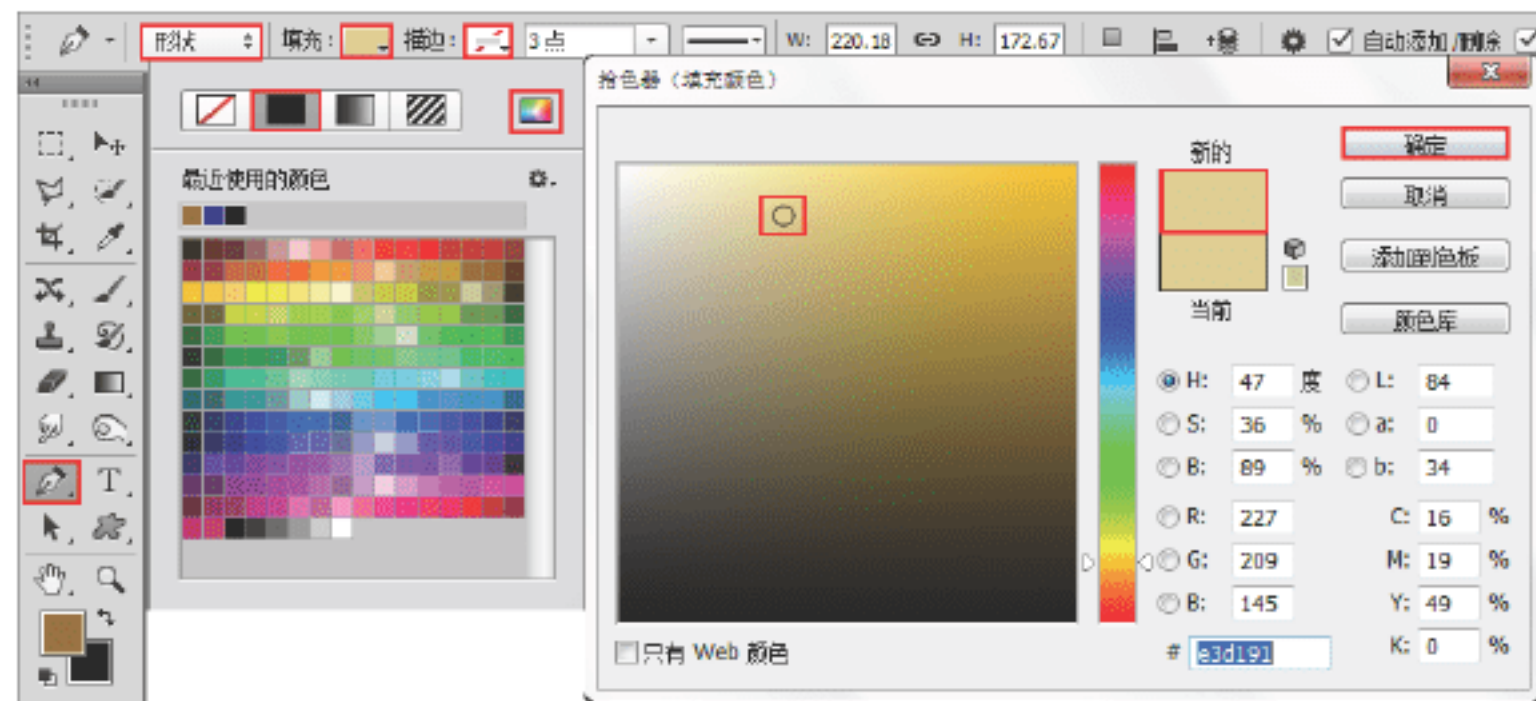 形状 填充： 描边： 3 点 W: 220.18 H: 172.67 自动添加/删除
拾色器（填充颜色）
最近使用的颜色
新的
当前
确定
取消
添加到色板
颜色库
H: 47 度 L: 84
S: 36 % a: 0
B: 89 % b: 34
R: 227 C: 16 %
G: 209 M: 19 %
B: 145 Y: 49 %
# e3d191 K: 0 %
只有 Web 颜色
T